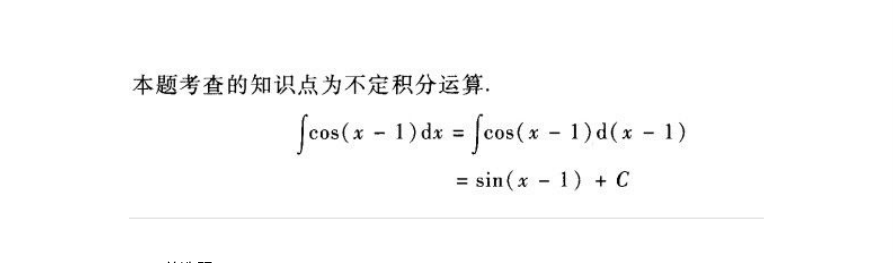 本题考查的知识点为不定积分运算.
∫cos(x − 1)dx = ∫cos(x − 1)d(x − 1)
= sin(x − 1) + C